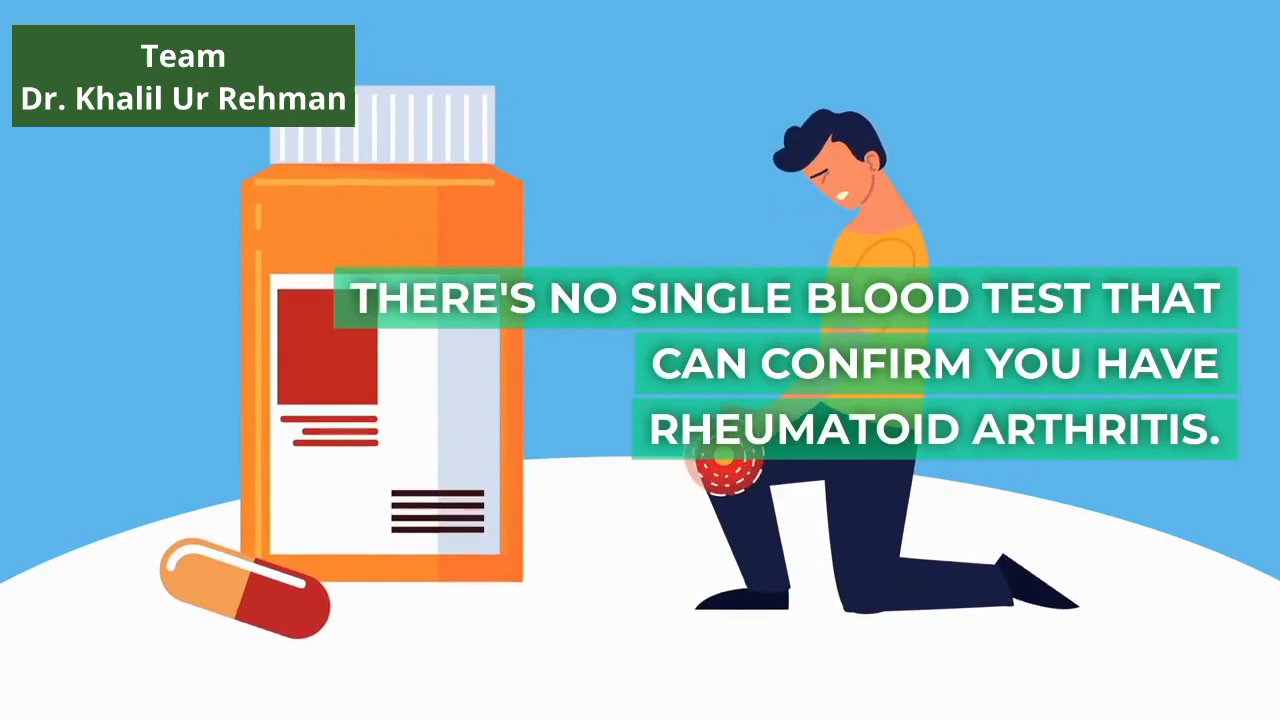 Team
Dr. Khalil Ur Rehman
THERE'S NO SINGLE BLOOD TEST THAT
CAN CONFIRM YOU HAVE
RHEUMATOID ARTHRITIS.